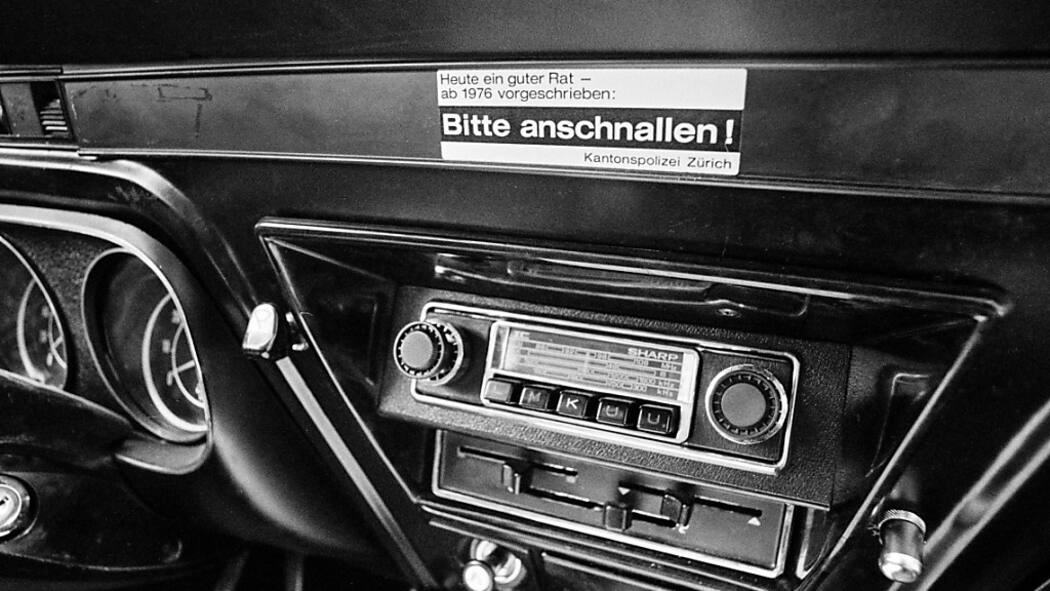 Heute ein guter Rat –
ab 1976 vorgeschrieben:
Bitte anschnallen!
Kantonspolizei Zürich
SHARP
M K U U